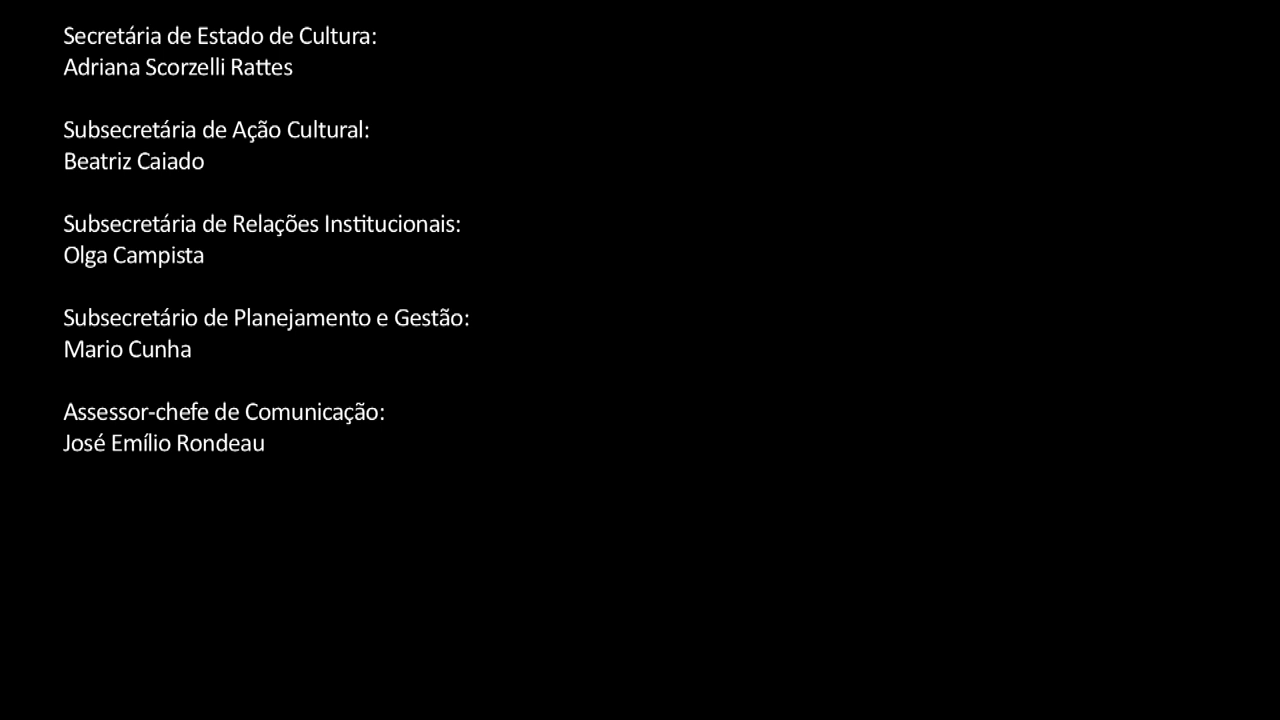 Secretária de Estado de Cultura:
Adriana Scorzelli Rattes
Subsecretária de Ação Cultural:
Beatriz Caiado
Subsecretária de Relações Institucionais:
Olga Campista
Subsecretário de Planejamento e Gestão:
Mario Cunha
Assessor-chefe de Comunicação:
José Emílio Rondeau